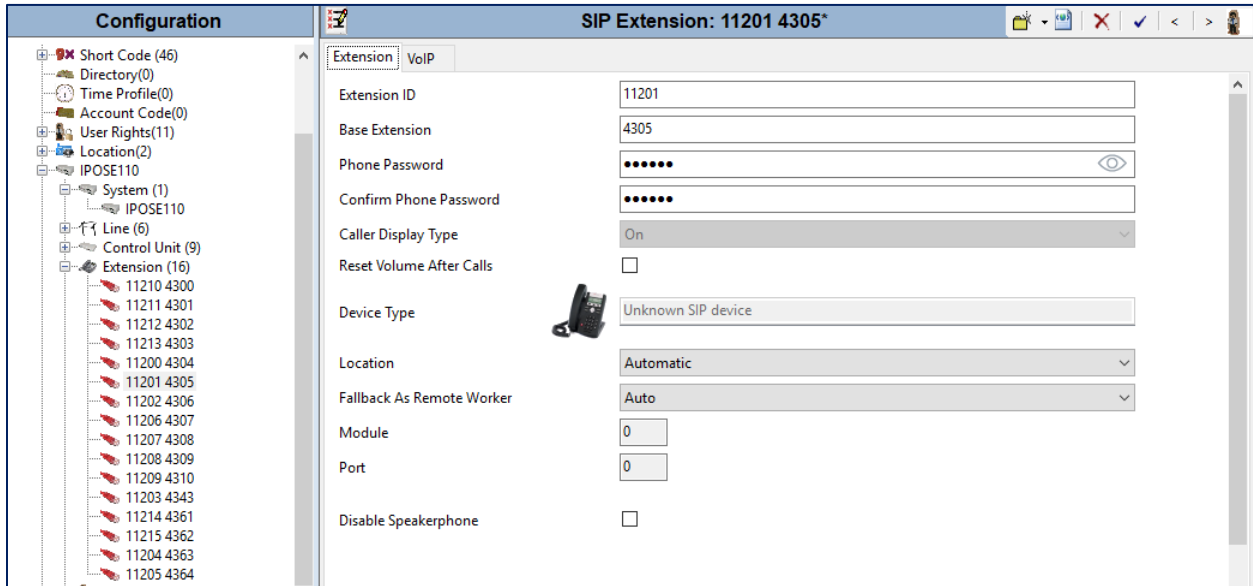 Configuration
Short Code (46)
Directory(0)
Time Profile(0)
Account Code(0)
User Rights(11)
Location(2)
IPOSE110
System (1)
IPOSE110
Line (6)
Control Unit (9)
Extension (16)
11210 4300
11211 4301
11212 4302
11213 4303
11200 4304
11201 4305
11202 4306
11206 4307
11207 4308
11208 4309
11209 4310
11203 4343
11214 4361
11215 4362
11204 4363
11205 4364
SIP Extension: 11201 4305*
Extension VoIP
Extension ID 11201
Base Extension 4305
Phone Password ●●●●●●
Confirm Phone Password ●●●●●●
Caller Display Type On
Reset Volume After Calls
Device Type Unknown SIP device
Location Automatic
Fallback As Remote Worker Auto
Module 0
Port 0
Disable Speakerphone